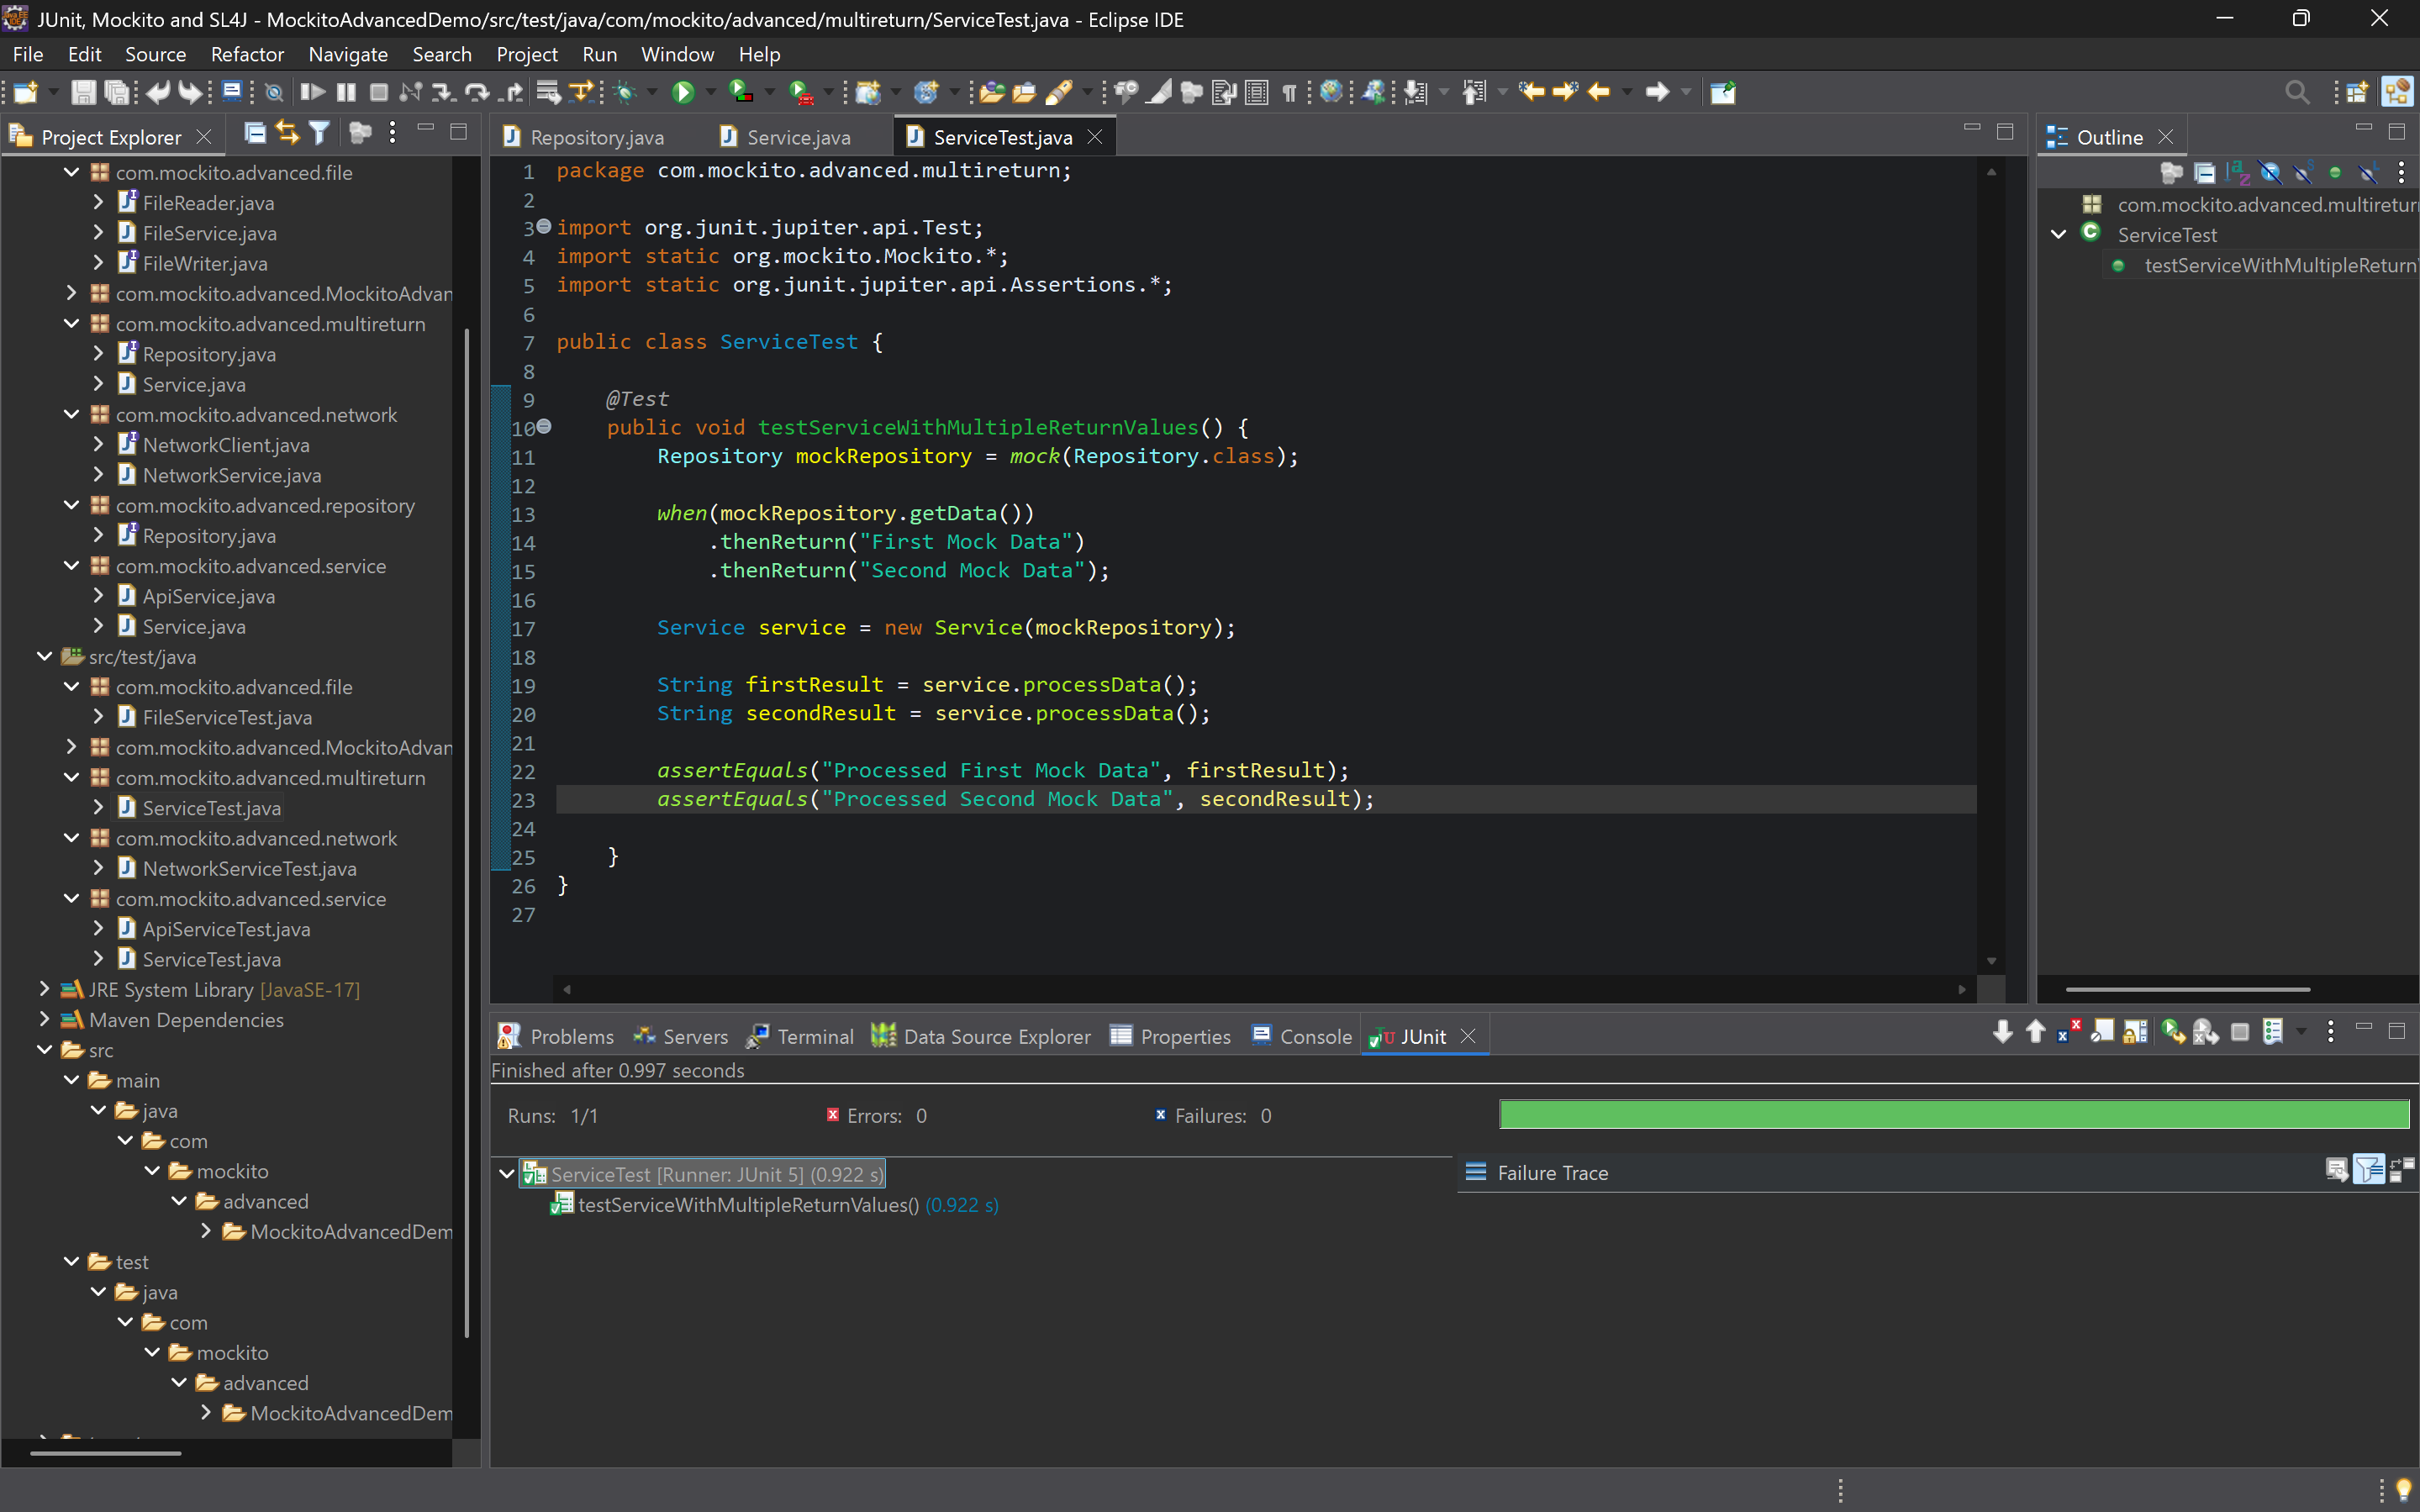 JUnit, Mockito and SL4J - MockitoAdvancedDemo/src/test/java/com/mockito/advanced/multireturn/ServiceTest.java - Eclipse IDE
File Edit Source Refactor Navigate Search Project Run Window Help
Project Explorer
com.mockito.advanced.file
FileReader.java
FileService.java
FileWriter.java
com.mockito.advanced.MockitoAdvan
com.mockito.advanced.multireturn
Repository.java
Service.java
com.mockito.advanced.network
NetworkClient.java
NetworkService.java
com.mockito.advanced.repository
Repository.java
com.mockito.advanced.service
ApiService.java
Service.java
src/test/java
com.mockito.advanced.file
FileServiceTest.java
com.mockito.advanced.MockitoAdvan
com.mockito.advanced.multireturn
ServiceTest.java
com.mockito.advanced.network
NetworkServiceTest.java
com.mockito.advanced.service
ApiServiceTest.java
ServiceTest.java
JRE System Library [JavaSE-17]
Maven Dependencies
src
main
java
com
mockito
advanced
MockitoAdvancedDem
test
java
com
mockito
advanced
MockitoAdvancedDem
Repository.java Service.java ServiceTest.java
1 package com.mockito.advanced.multireturn;
2
3 import org.junit.jupiter.api.Test;
4 import static org.mockito.Mockito.*;
5 import static org.junit.jupiter.api.Assertions.*;
6
7 public class ServiceTest {
8
9 @Test
10 public void testServiceWithMultipleReturnValues() {
11 Repository mockRepository = mock(Repository.class);
12
13 when(mockRepository.getData())
14 .thenReturn("First Mock Data")
15 .thenReturn("Second Mock Data");
16
17 Service service = new Service(mockRepository);
18
19 String firstResult = service.processData();
20 String secondResult = service.processData();
21
22 assertEquals("Processed First Mock Data", firstResult);
23 assertEquals("Processed Second Mock Data", secondResult);
24
25 }
26 }
27
Outline
com.mockito.advanced.multiretur
ServiceTest
testServiceWithMultipleReturn
Problems Servers Terminal Data Source Explorer Properties Console JUnit
Finished after 0.997 seconds
Runs: 1/1 Errors: 0 Failures: 0
ServiceTest [Runner: JUnit 5] (0.922 s)
testServiceWithMultipleReturnValues() (0.922 s)
Failure Trace